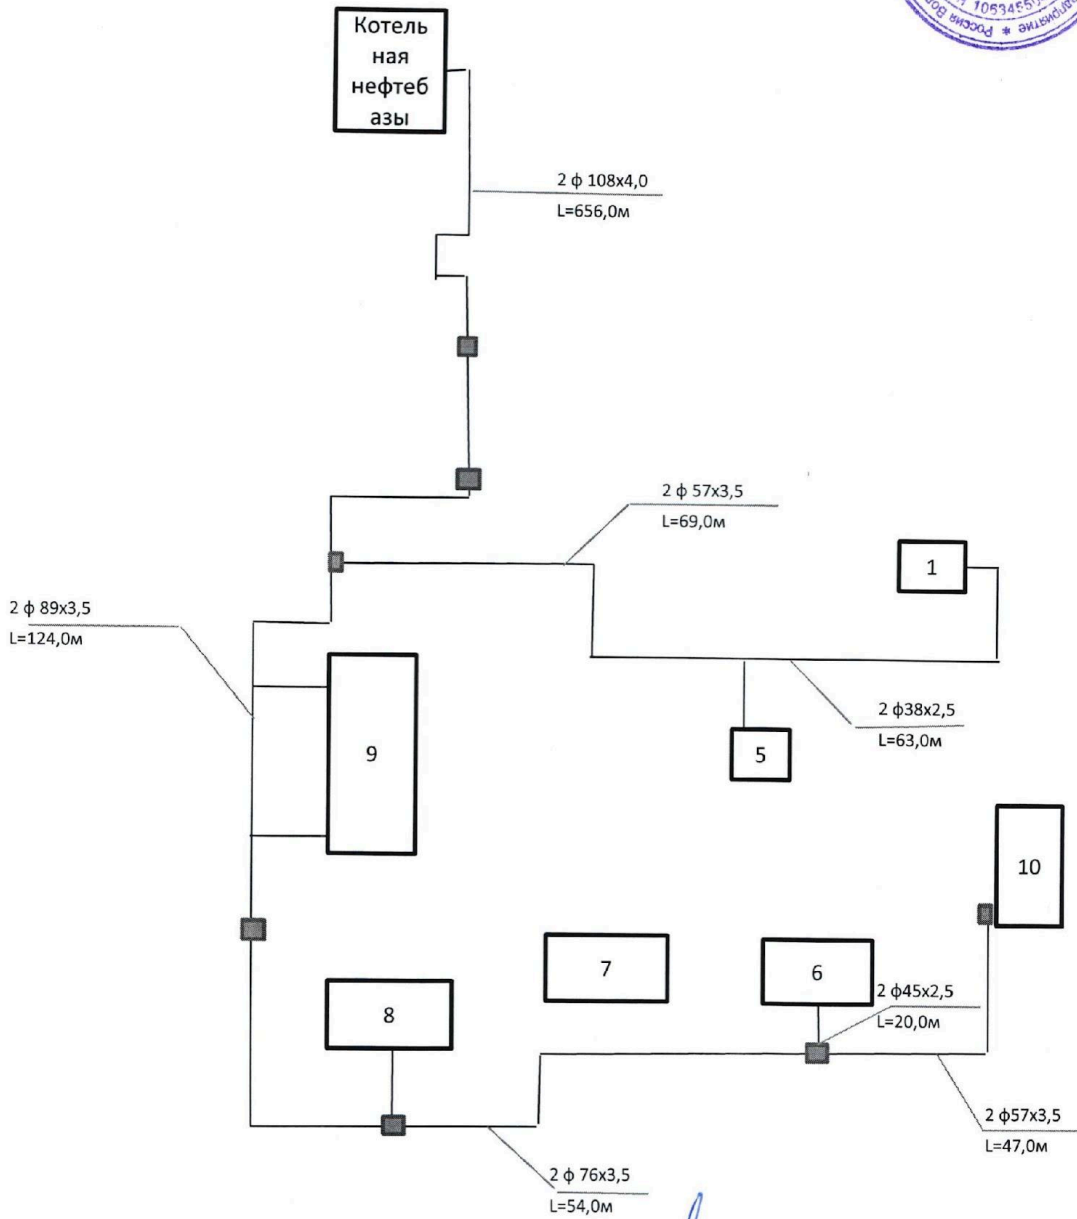 Котель
ная
нефтеб
азы
2 ф 108х4,0
L=656,0м
2 ф 57х3,5
L=69,0м
1
2 ф 89х3,5
L=124,0м
2 ф38х2,5
L=63,0м
5
9
10
7
6
2 ф45х2,5
L=20,0м
8
2 ф57х3,5
L=47,0м
2 ф 76х3,5
L=54,0м